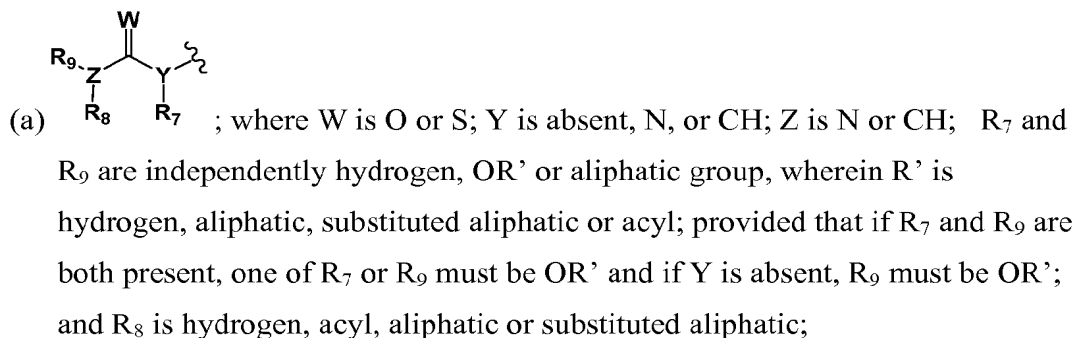 W
R₉ Z Y
R₈ R₇
(a) ; where W is O or S; Y is absent, N, or CH; Z is N or CH; R₇ and
R₉ are independently hydrogen, OR’ or aliphatic group, wherein R’ is
hydrogen, aliphatic, substituted aliphatic or acyl; provided that if R₇ and R₉ are
both present, one of R₇ or R₉ must be OR’ and if Y is absent, R₉ must be OR’;
and R₈ is hydrogen, acyl, aliphatic or substituted aliphatic;